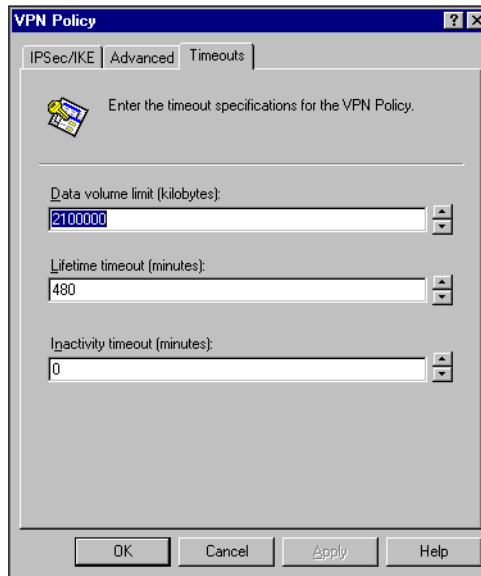 VPN Policy
IPSec/IKE Advanced Timeouts
Enter the timeout specifications for the VPN Policy.
Data volume limit (kilobytes):
2100000
Lifetime timeout (minutes):
480
Inactivity timeout (minutes):
0
OK Cancel Apply Help